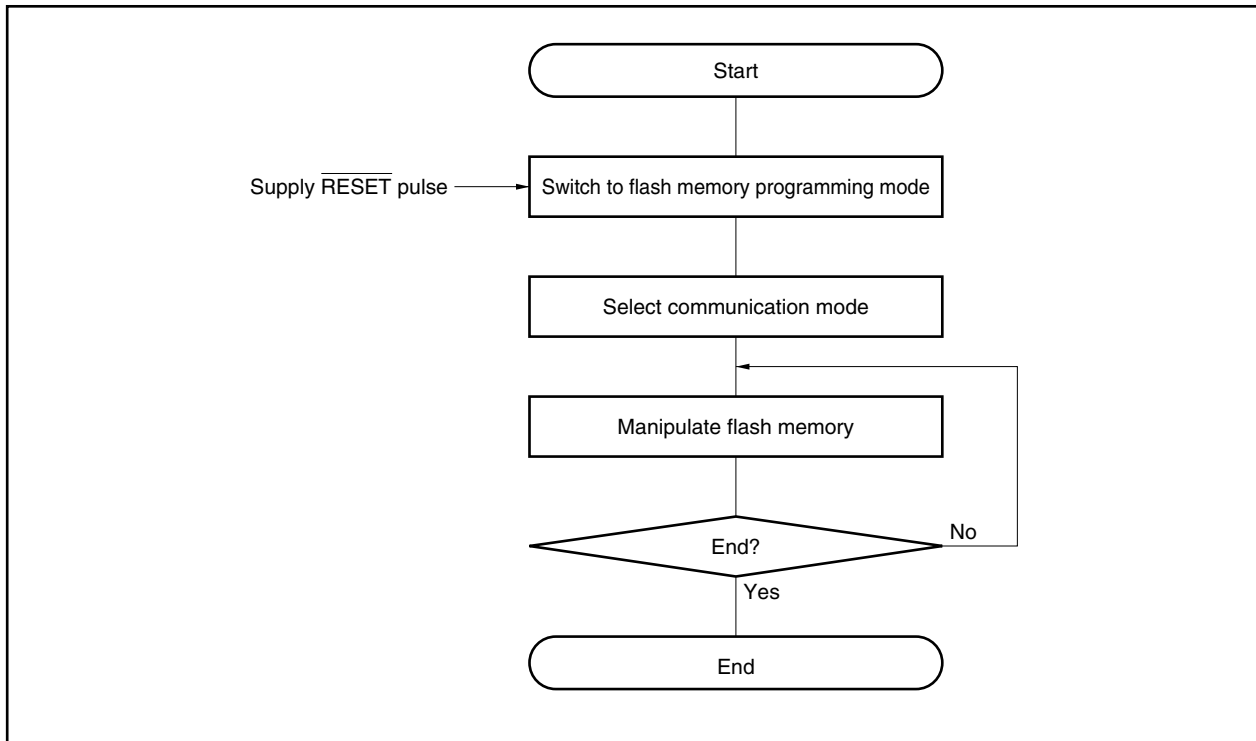 Start
Supply RESET pulse
Switch to flash memory programming mode
Select communication mode
Manipulate flash memory
End?
No
Yes
End